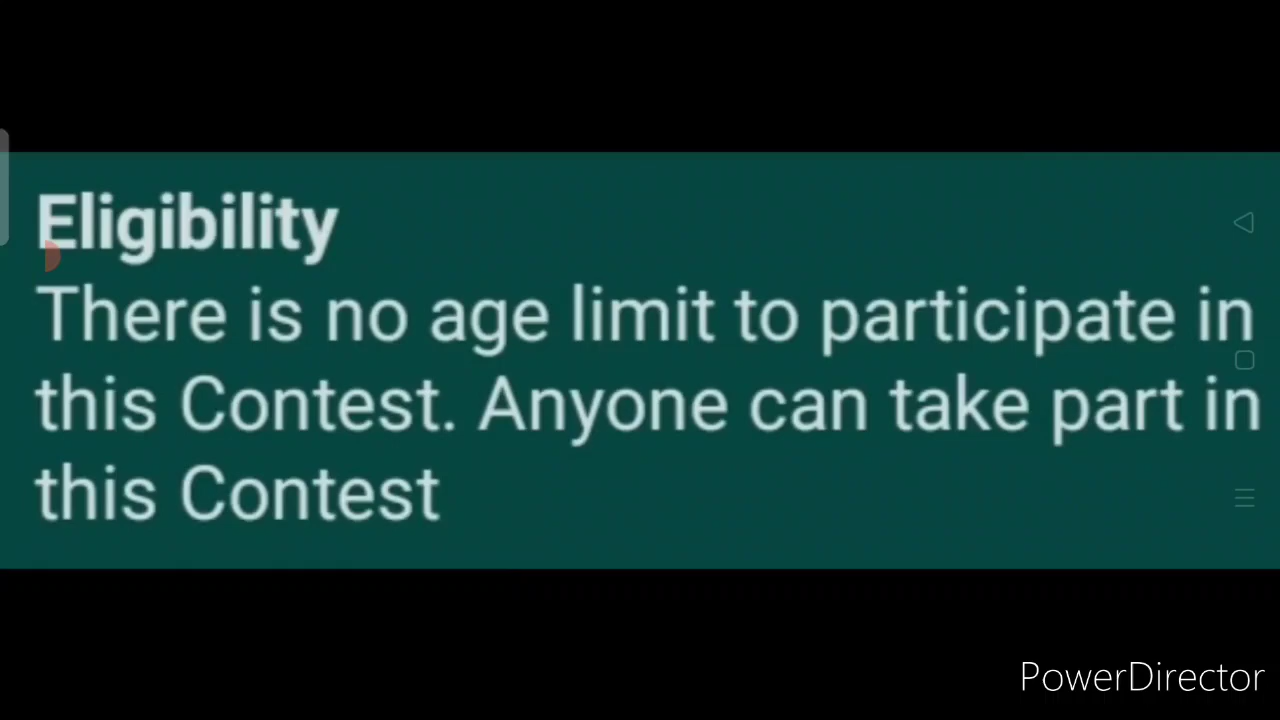 Eligibility
There is no age limit to participate in
this Contest. Anyone can take part in
this Contest
PowerDirector